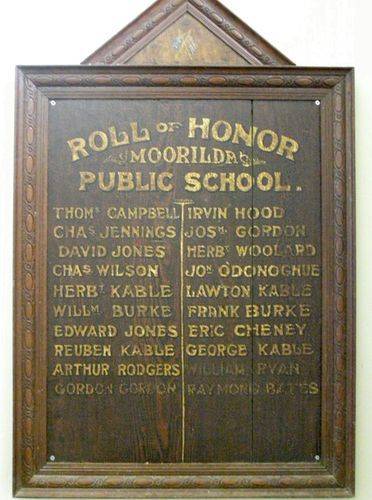 ROLL OF HONOR
MOORILDA
PUBLIC SCHOOL.
THOMS CAMPBELL
CHAS JENNINGS
DAVID JONES
CHAS WILSON
HERBT KABLE
WILLM BURKE
EDWARD JONES
REUBEN KABLE
ARTHUR RODGERS
GORDON GORDON
IRVIN HOOD
JOSH GORDON
HERBT WOOLARD
JON O'DONOGHUE
LAWTON KABLE
FRANK BURKE
ERIC CHENEY
GEORGE KABLE
WILLIAM RYAN
RAYMOND BATES